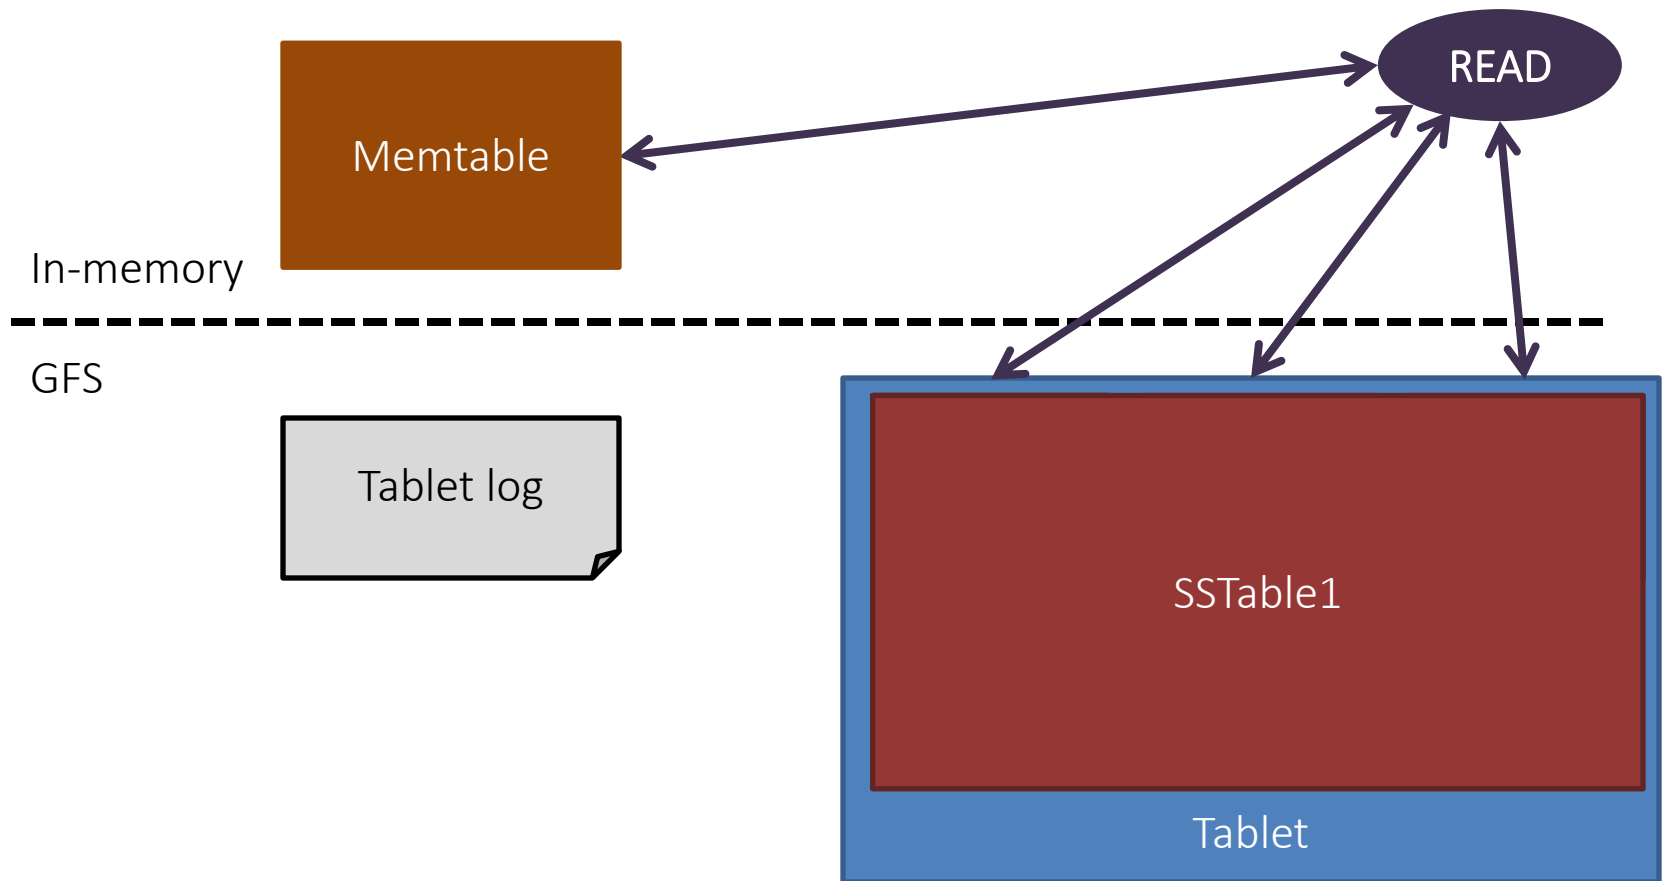 READ
Memtable
In-memory
GFS
Tablet log
SSTable1
Tablet